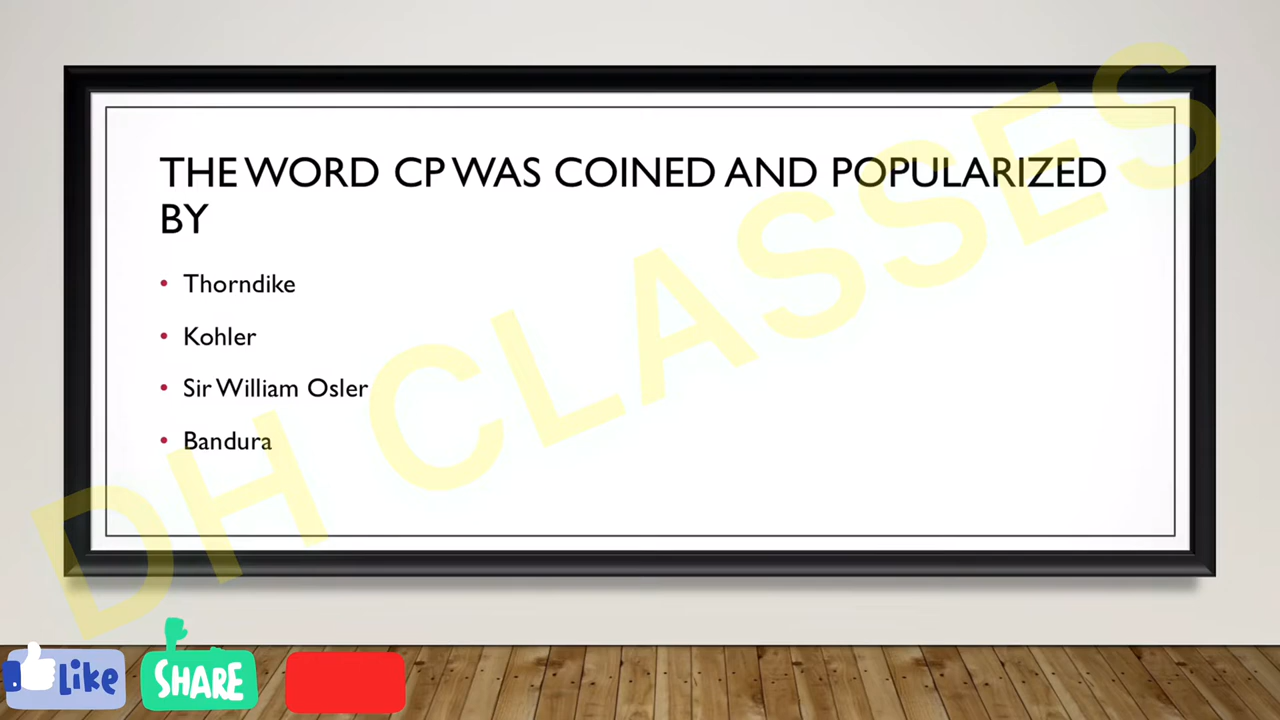 THE WORD CP WAS COINED AND POPULARIZED
BY
• Thorndike
• Kohler
• Sir William Osler
• Bandura
DH CLASSES
Like
SHARE